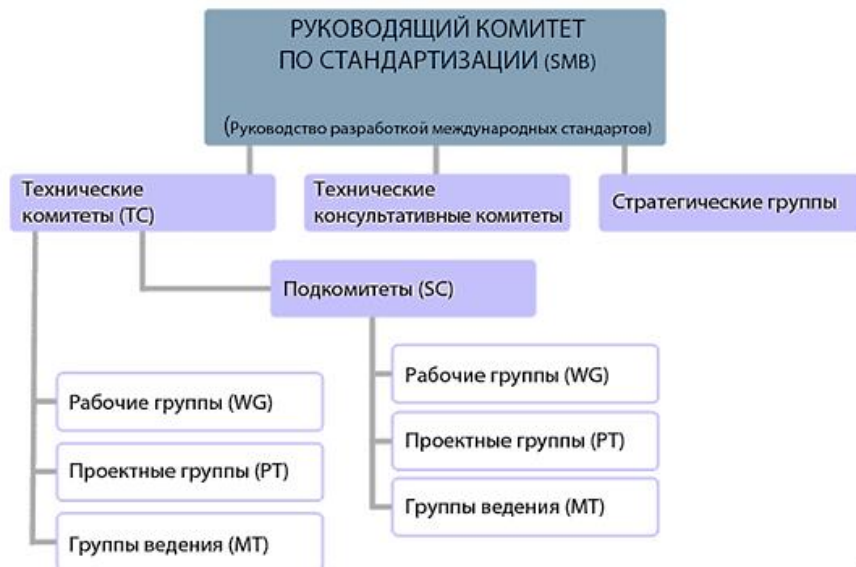 РУКОВОДЯЩИЙ КОМИТЕТ
ПО СТАНДАРТИЗАЦИИ (SMB)
(Руководство разработкой международных стандартов)
Технические
комитеты (TC)
Технические
консультативные комитеты
Стратегические группы
Подкомитеты (SC)
Рабочие группы (WG)
Проектные группы (PT)
Группы ведения (MT)
Рабочие группы (WG)
Проектные группы (PT)
Группы ведения (MT)